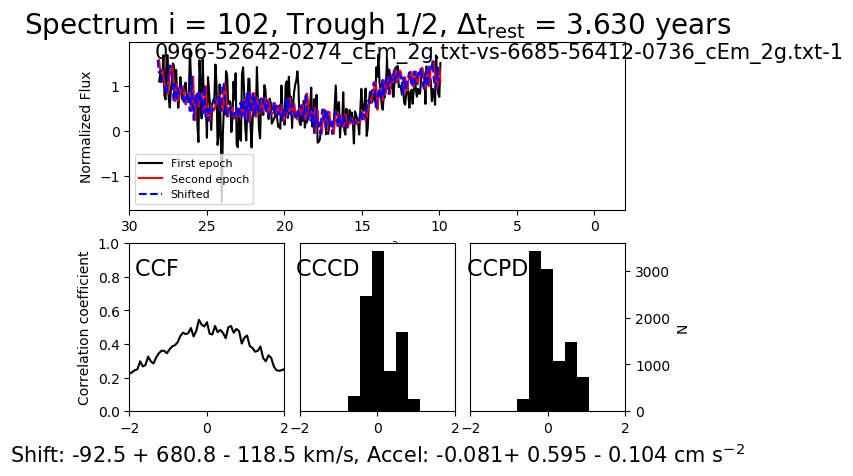 Spectrum i = 102, Trough 1/2, Δt_rest = 3.630 years
0966-52642-0274_cEm_2g.txt-vs-6685-56412-0736_cEm_2g.txt-1
Normalized Flux
1
0
−1
First epoch
Second epoch
Shifted
30 25 20 15 10 5 0
Correlation coefficient
1.0
0.8
0.6
0.4
0.2
0.0
CCF
CCCD
CCPD
3000
2000
1000
0
N
−2 0 2
−2 0 2
−2 0 2
Shift: -92.5 + 680.8 - 118.5 km/s, Accel: -0.081+ 0.595 - 0.104 cm s⁻²